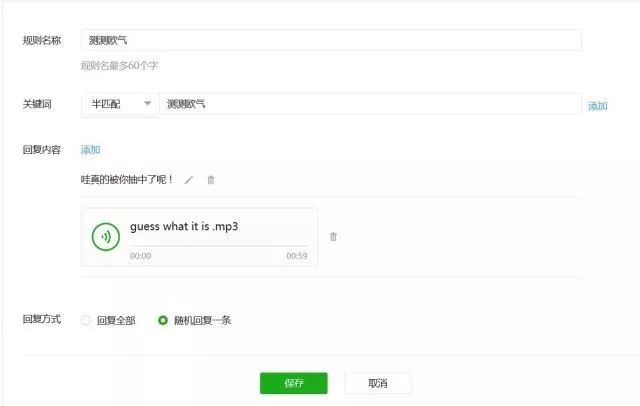 规则名称 测测欧气
规则名最多60个字
关键词 半匹配 测测欧气 添加
回复内容 添加
哇真的被你抽中了呢！
guess what it is .mp3
00:00 00:59
回复方式 回复全部 随机回复一条
保存 取消